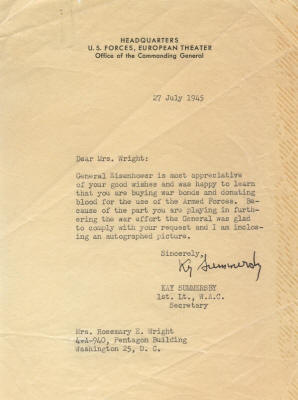 HEADQUARTERS
U. S. FORCES, EUROPEAN THEATER
Office of the Commanding General
27 July 1945
Dear Mrs. Wright:
General Eisenhower is most appreciative
of your good wishes and was happy to learn
that you are buying war bonds and donating
blood for the use of the Armed Forces. Be-
cause of the part you are playing in furth-
ering the war effort the General was glad
to comply with your request and I am inclos-
ing an autographed picture.
Sincerely,
Kay Summersby
KAY SUMMERSBY
1st. Lt., W.A.C.
Secretary
Mrs. Rosemary E. Wright
4-A-940, Pentagon Building
Washington 25, D. C.